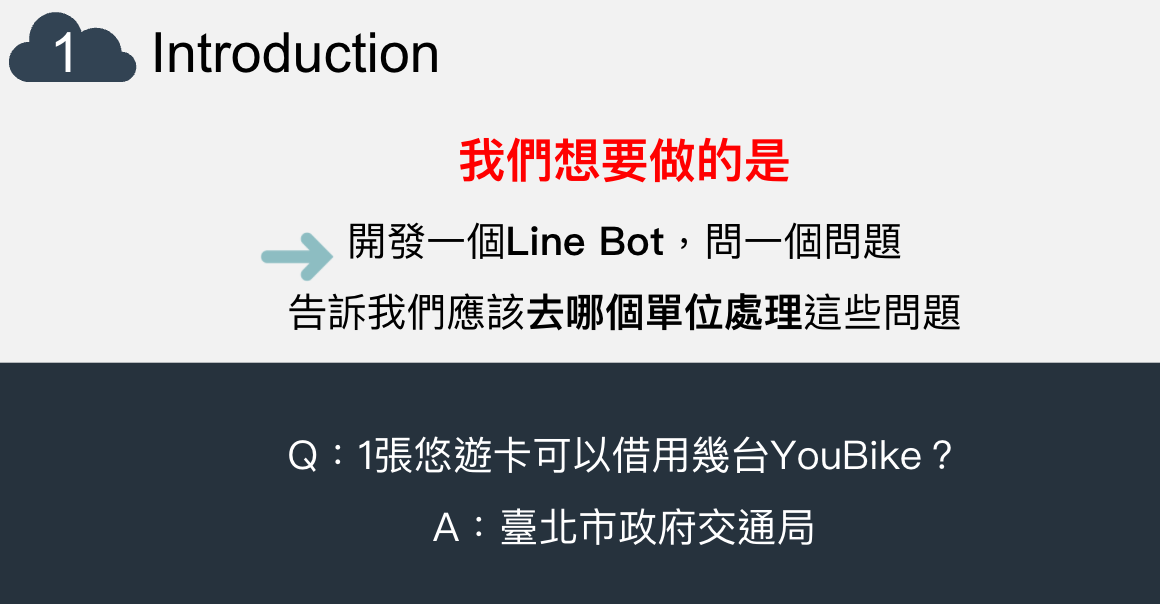 1 Introduction
我們想要做的是
開發一個Line Bot，問一個問題
告訴我們應該去哪個單位處理這些問題
Q：1張悠遊卡可以借用幾台YouBike？
A：臺北市政府交通局